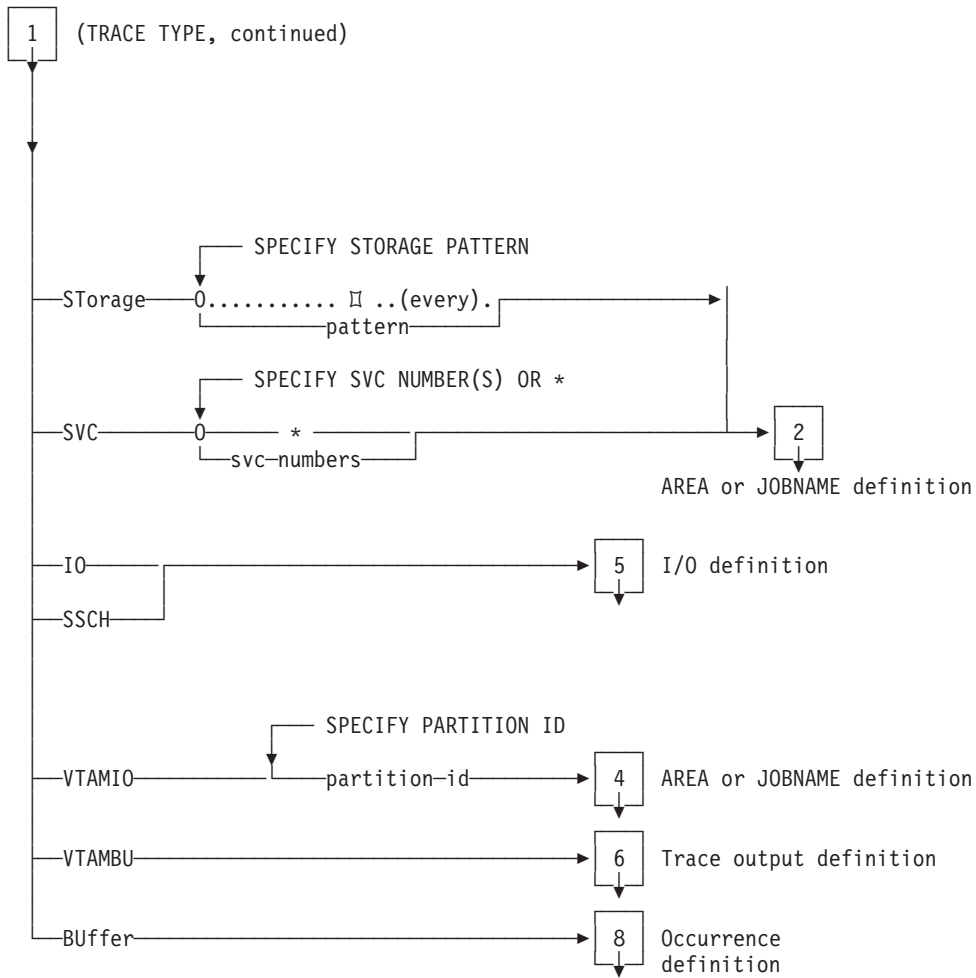 1 (TRACE TYPE, continued)
SPECIFY STORAGE PATTERN
STorage 0........... ⌑ ..(every).
pattern
SPECIFY SVC NUMBER(S) OR *
SVC 0 * 2
svc-numbers
AREA or JOBNAME definition
IO 5 I/O definition
SSCH
SPECIFY PARTITION ID
VTAMIO partition-id 4 AREA or JOBNAME definition
VTAMBU 6 Trace output definition
BUffer 8 Occurrence
definition